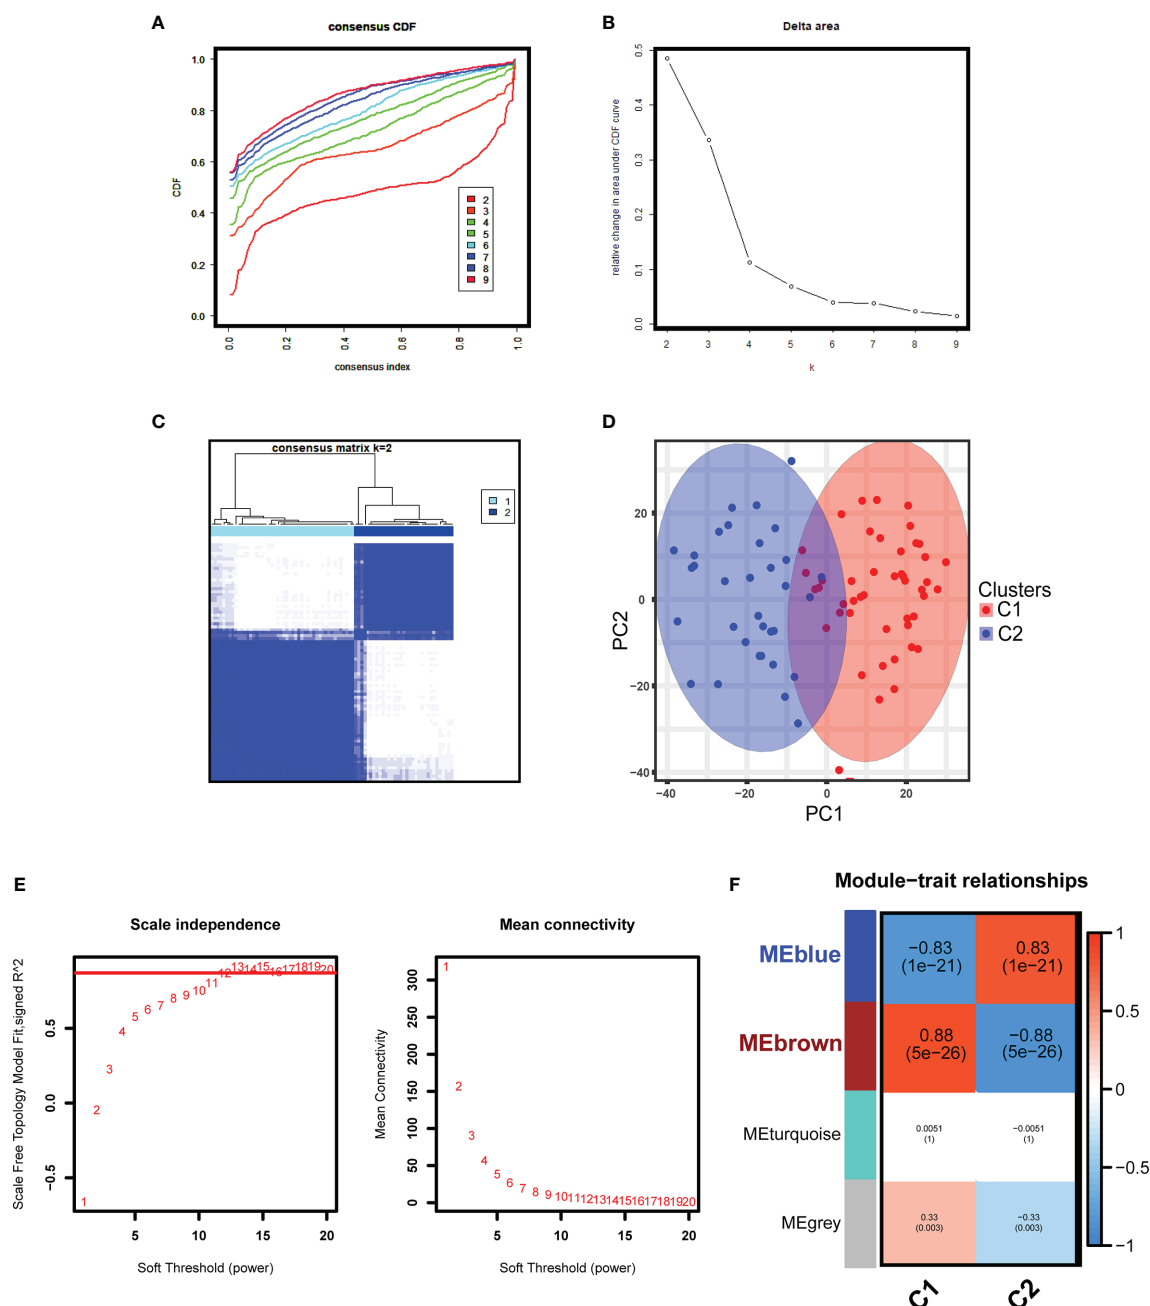 A
consensus CDF
CDF
1.0
0.8
0.6
0.4
0.2
0.0
2
3
4
5
6
7
8
9
0.0 0.2 0.4 0.6 0.8 1.0
consensus index
B
Delta area
relative change in area under CDF curve
0.5
0.4
0.3
0.2
0.1
0.0
2 3 4 5 6 7 8 9
k
C
consensus matrix k=2
1
2
D
PC2
20
0
−20
−40
−40 −20 0 20
PC1
Clusters
C1
C2
E
Scale independence
Scale Free Topology Model Fit,signed R^2
0.5
0.0
−0.5
1 2 3 4 5 6 7 8 9 10 11 12 13 14 15 16 17 18 19 20
5 10 15 20
Soft Threshold (power)
Mean connectivity
Mean Connectivity
300
250
200
150
100
50
0
1 2 3 4 5 6 7 8 9 10 11 12 13 14 15 16 17 18 19 20
5 10 15 20
Soft Threshold (power)
F
Module−trait relationships
MEblue
−0.83
(1e−21)
0.83
(1e−21)
MEbrown
0.88
(5e−26)
−0.88
(5e−26)
MEturquoise
0.0051
(1)
−0.0051
(1)
MEgrey
0.33
(0.003)
−0.33
(0.003)
1
0.5
0
−0.5
−1
C1 C2